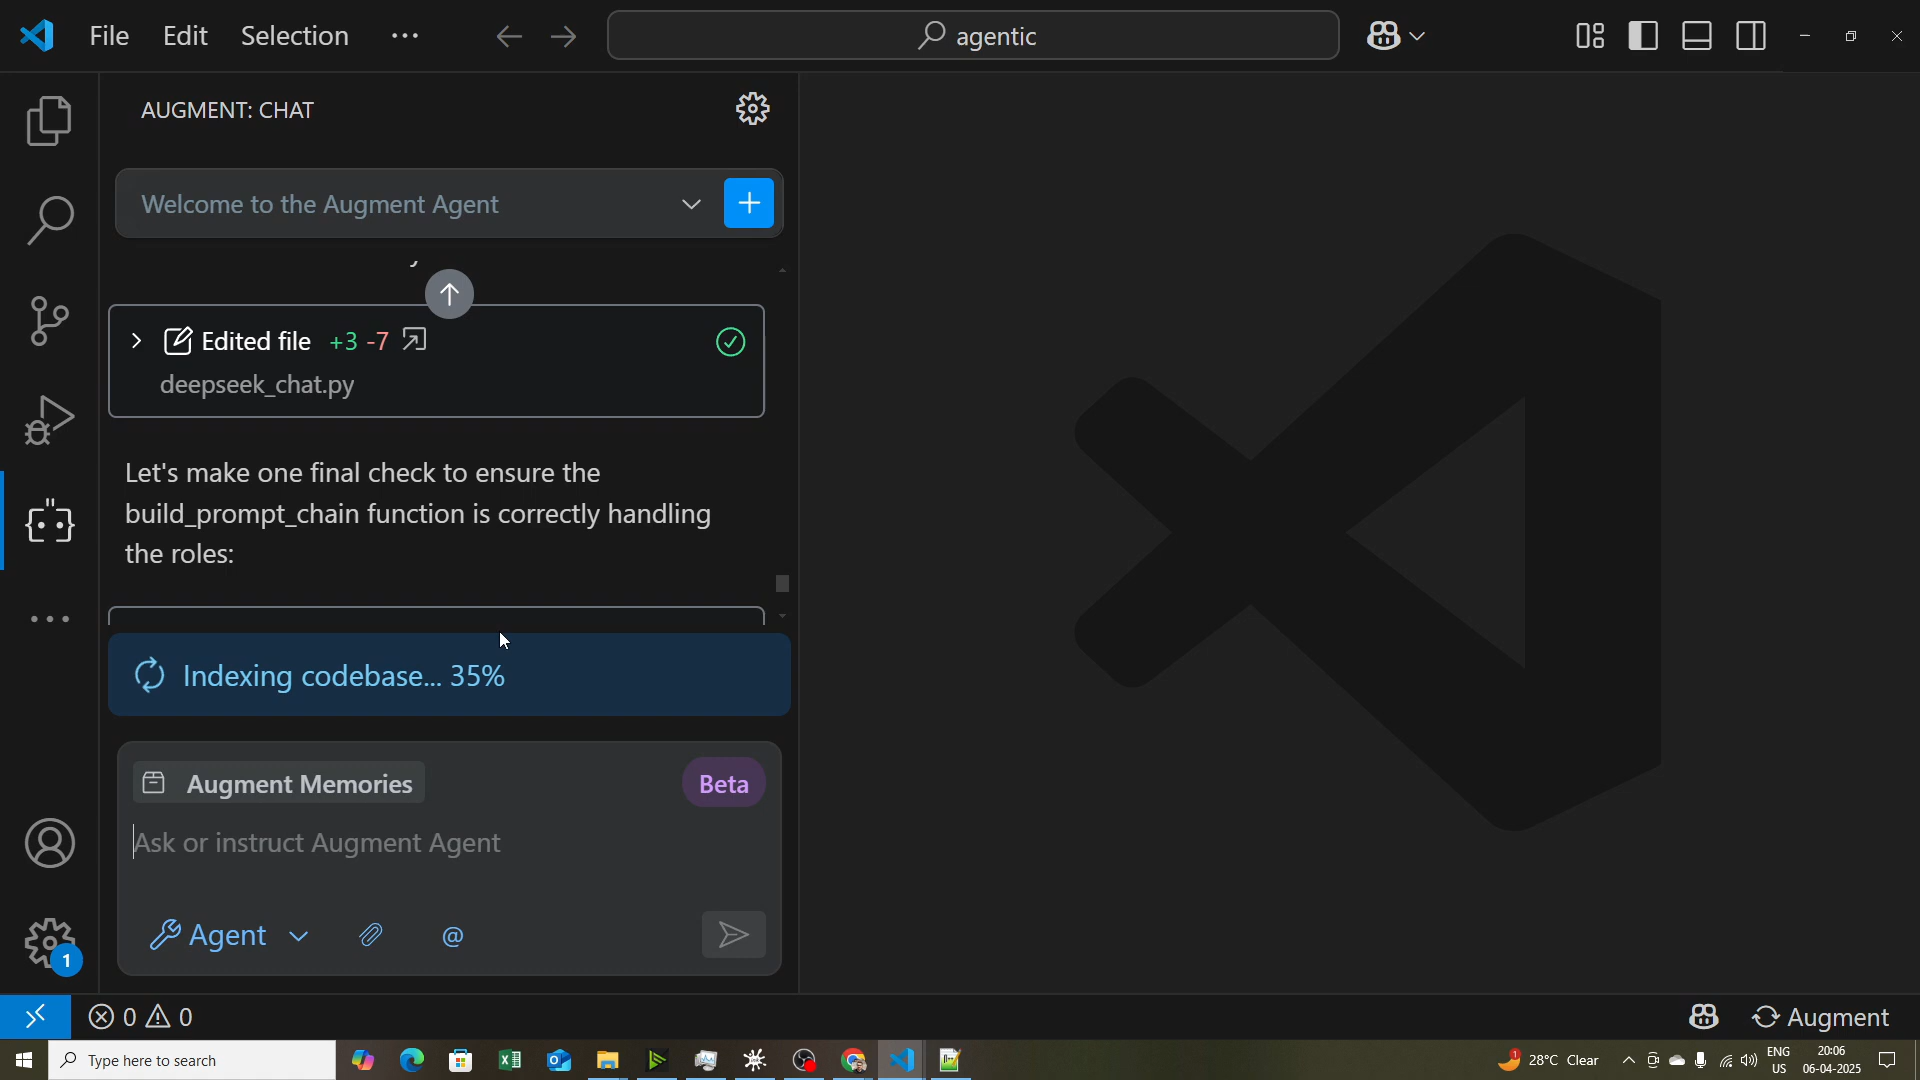 File Edit Selection ··· agentic
AUGMENT: CHAT
Welcome to the Augment Agent
Edited file +3 -7
deepseek_chat.py
Let's make one final check to ensure the
build_prompt_chain function is correctly handling
the roles:
Indexing codebase... 35%
Augment Memories Beta
Ask or instruct Augment Agent
Agent @
1
0 0 Augment
Type here to search
1 28°C Clear
ENG
US
20:06
06-04-2025